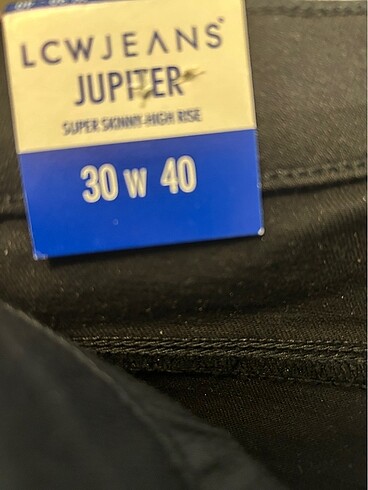 LCWJEANS
JUPITER
SUPER SKINNY-HIGH RISE
30 W 40